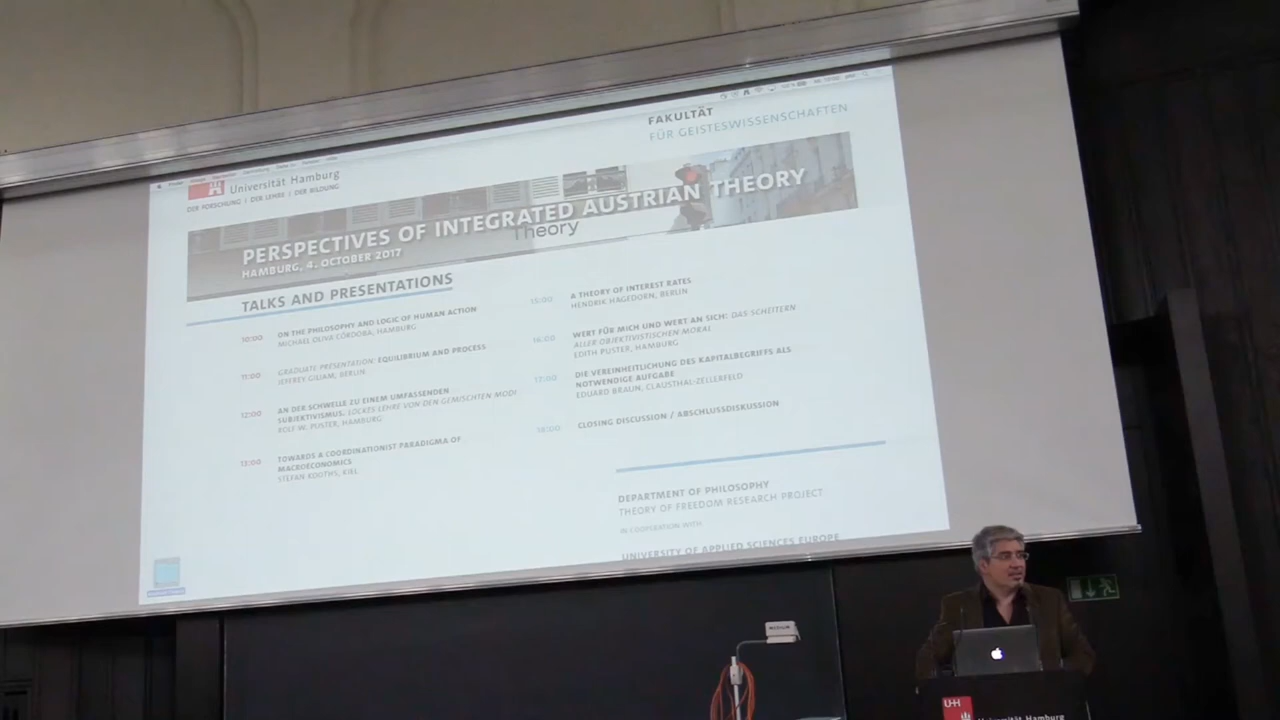 FAKULTÄT
FÜR GEISTESWISSENSCHAFTEN
Universität Hamburg
DER FORSCHUNG | DER LEHRE | DER BILDUNG
PERSPECTIVES OF INTEGRATED AUSTRIAN THEORY
Theory
HAMBURG, 4. OCTOBER 2017
TALKS AND PRESENTATIONS
10:00 ON THE PHILOSOPHY AND LOGIC OF HUMAN ACTION
MICHAEL OLIVA CÓRDOBA, HAMBURG
11:00 GRADUATE PRESENTATION: EQUILIBRIUM AND PROCESS
JEFFREY GILJAM, BERLIN
12:00 AN DER SCHWELLE ZU EINEM UMFASSENDEN
SUBJEKTIVISMUS. LOCKES LEHRE VON DEN GEMISCHTEN MODI
ROLF W. PUSTER, HAMBURG
13:00 TOWARDS A COORDINATIONIST PARADIGM OF
MACROECONOMICS
STEFAN KOOTHS, KIEL
15:00 A THEORY OF INTEREST RATES
HENDRIK HAGEDORN, BERLIN
16:00 WERT FÜR MICH UND WERT AN SICH: DAS SCHEITERN
ALLER OBJEKTIVISTISCHEN MORAL
EDITH PUSTER, HAMBURG
17:00 DIE VEREINHEITLICHUNG DES KAPITALBEGRIFFS ALS
NOTWENDIGE AUFGABE
EDUARD BRAUN, CLAUSTHAL-ZELLERFELD
18:00 CLOSING DISCUSSION / ABSCHLUSSDISKUSSION
DEPARTMENT OF PHILOSOPHY
THEORY OF FREEDOM RESEARCH PROJECT
IN COOPERATION WITH
UNIVERSITY OF APPLIED SCIENCES EUROPE
MEDIUM
UHH
Universität Hamburg